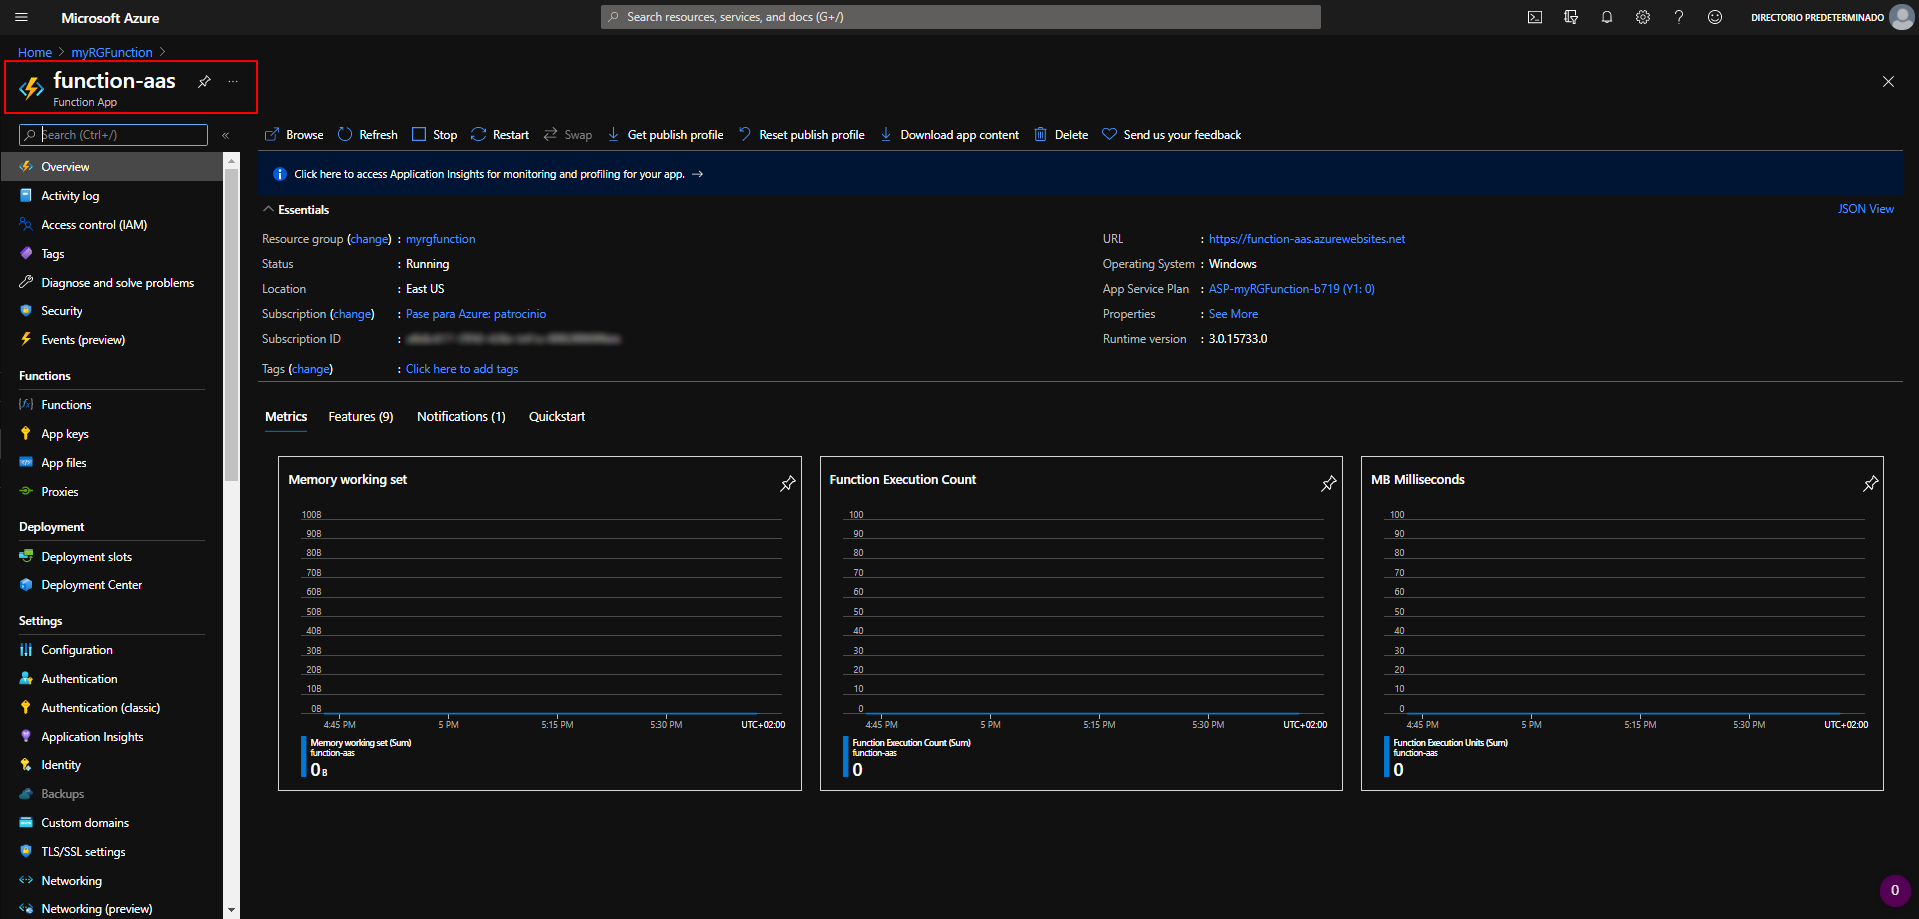 Microsoft Azure
Search resources, services, and docs (G+/)
DIRECTORIO PREDETERMINADO
Home > myRGFunction >
function-aas
Function App
Search (Ctrl+/)
«
Browse Refresh Stop Restart Swap Get publish profile Reset publish profile Download app content Delete Send us your feedback
Overview
Activity log
Access control (IAM)
Tags
Diagnose and solve problems
Security
Events (preview)
Functions
Functions
App keys
App files
Proxies
Deployment
Deployment slots
Deployment Center
Settings
Configuration
Authentication
Authentication (classic)
Application Insights
Identity
Backups
Custom domains
TLS/SSL settings
Networking
Networking (preview)
Click here to access Application Insights for monitoring and profiling for your app. →
Essentials
JSON View
Resource group (change) : myrgfunction
Status : Running
Location : East US
Subscription (change) : Pase para Azure: patrocinio
Subscription ID :
Tags (change) : Click here to add tags
URL : https://function-aas.azurewebsites.net
Operating System : Windows
App Service Plan : ASP-myRGFunction-b719 (Y1: 0)
Properties : See More
Runtime version : 3.0.15733.0
Metrics Features (9) Notifications (1) Quickstart
Memory working set
100B
90B
80B
70B
60B
50B
40B
30B
20B
10B
0B
4:45 PM 5 PM 5:15 PM 5:30 PM UTC+02:00
Memory working set (Sum)
function-aas
0 B
Function Execution Count
100
90
80
70
60
50
40
30
20
10
0
4:45 PM 5 PM 5:15 PM 5:30 PM UTC+02:00
Function Execution Count (Sum)
function-aas
0
MB Milliseconds
100
90
80
70
60
50
40
30
20
10
0
4:45 PM 5 PM 5:15 PM 5:30 PM UTC+02:00
Function Execution Units (Sum)
function-aas
0
0